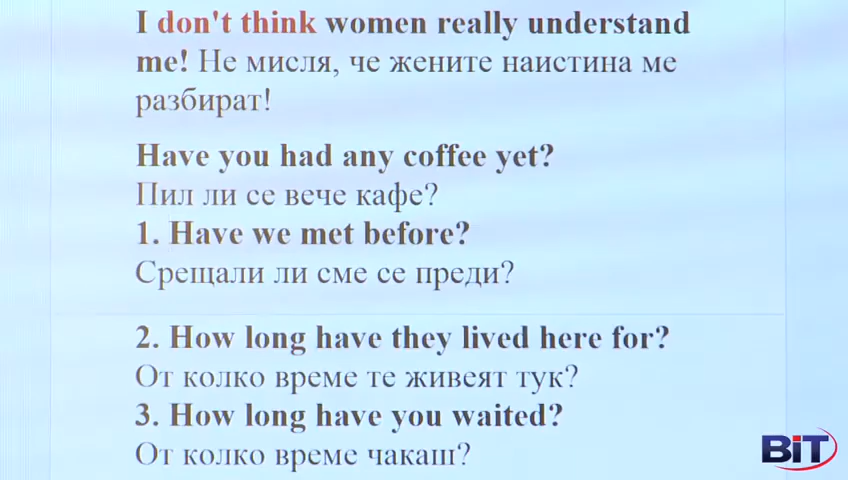 I don't think women really understand
me! Не мисля, че жените наистина ме
разбират!
Have you had any coffee yet?
Пил ли се вече кафе?
1. Have we met before?
Срещали ли сме се преди?
2. How long have they lived here for?
От колко време те живеят тук?
3. How long have you waited?
От колко време чакаш?
BiT